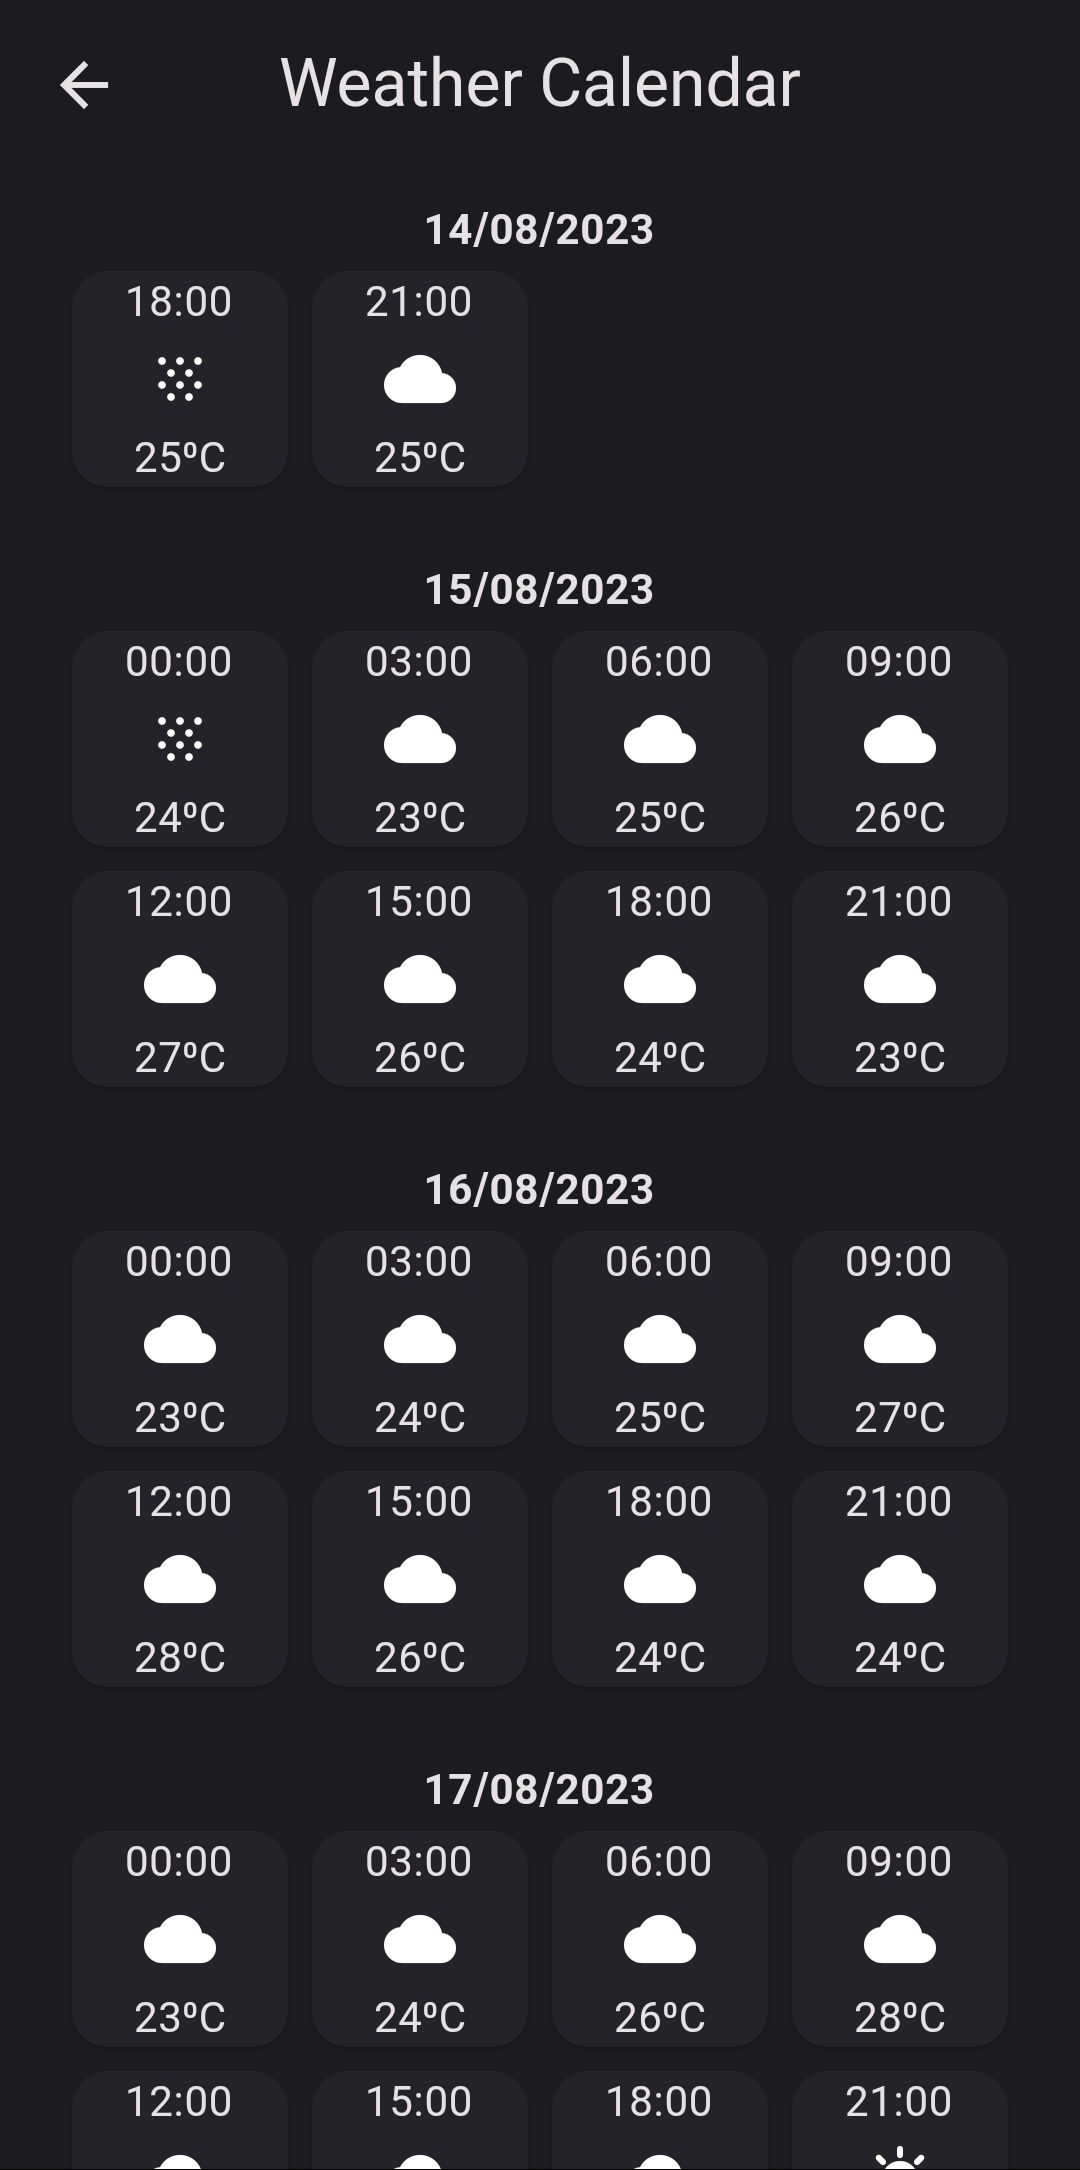 Weather Calendar
14/08/2023
18:00 21:00
25ºC 25ºC
15/08/2023
00:00 03:00 06:00 09:00
24ºC 23ºC 25ºC 26ºC
12:00 15:00 18:00 21:00
27ºC 26ºC 24ºC 23ºC
16/08/2023
00:00 03:00 06:00 09:00
23ºC 24ºC 25ºC 27ºC
12:00 15:00 18:00 21:00
28ºC 26ºC 24ºC 24ºC
17/08/2023
00:00 03:00 06:00 09:00
23ºC 24ºC 26ºC 28ºC
12:00 15:00 18:00 21:00